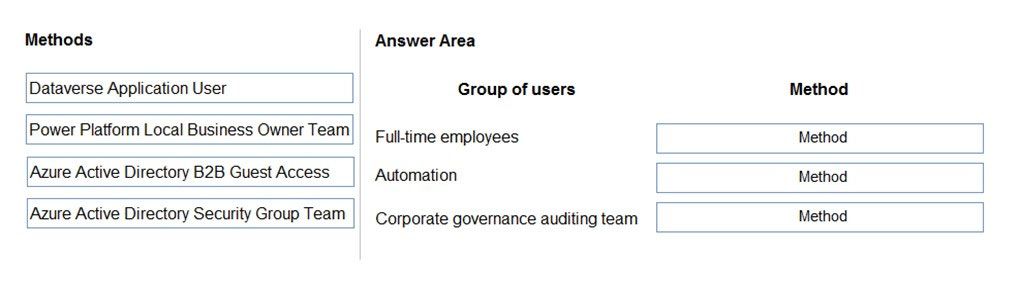 Methods
Answer Area
Dataverse Application User
Power Platform Local Business Owner Team
Azure Active Directory B2B Guest Access
Azure Active Directory Security Group Team
Group of users
Method
Full-time employees
Method
Automation
Method
Corporate governance auditing team
Method